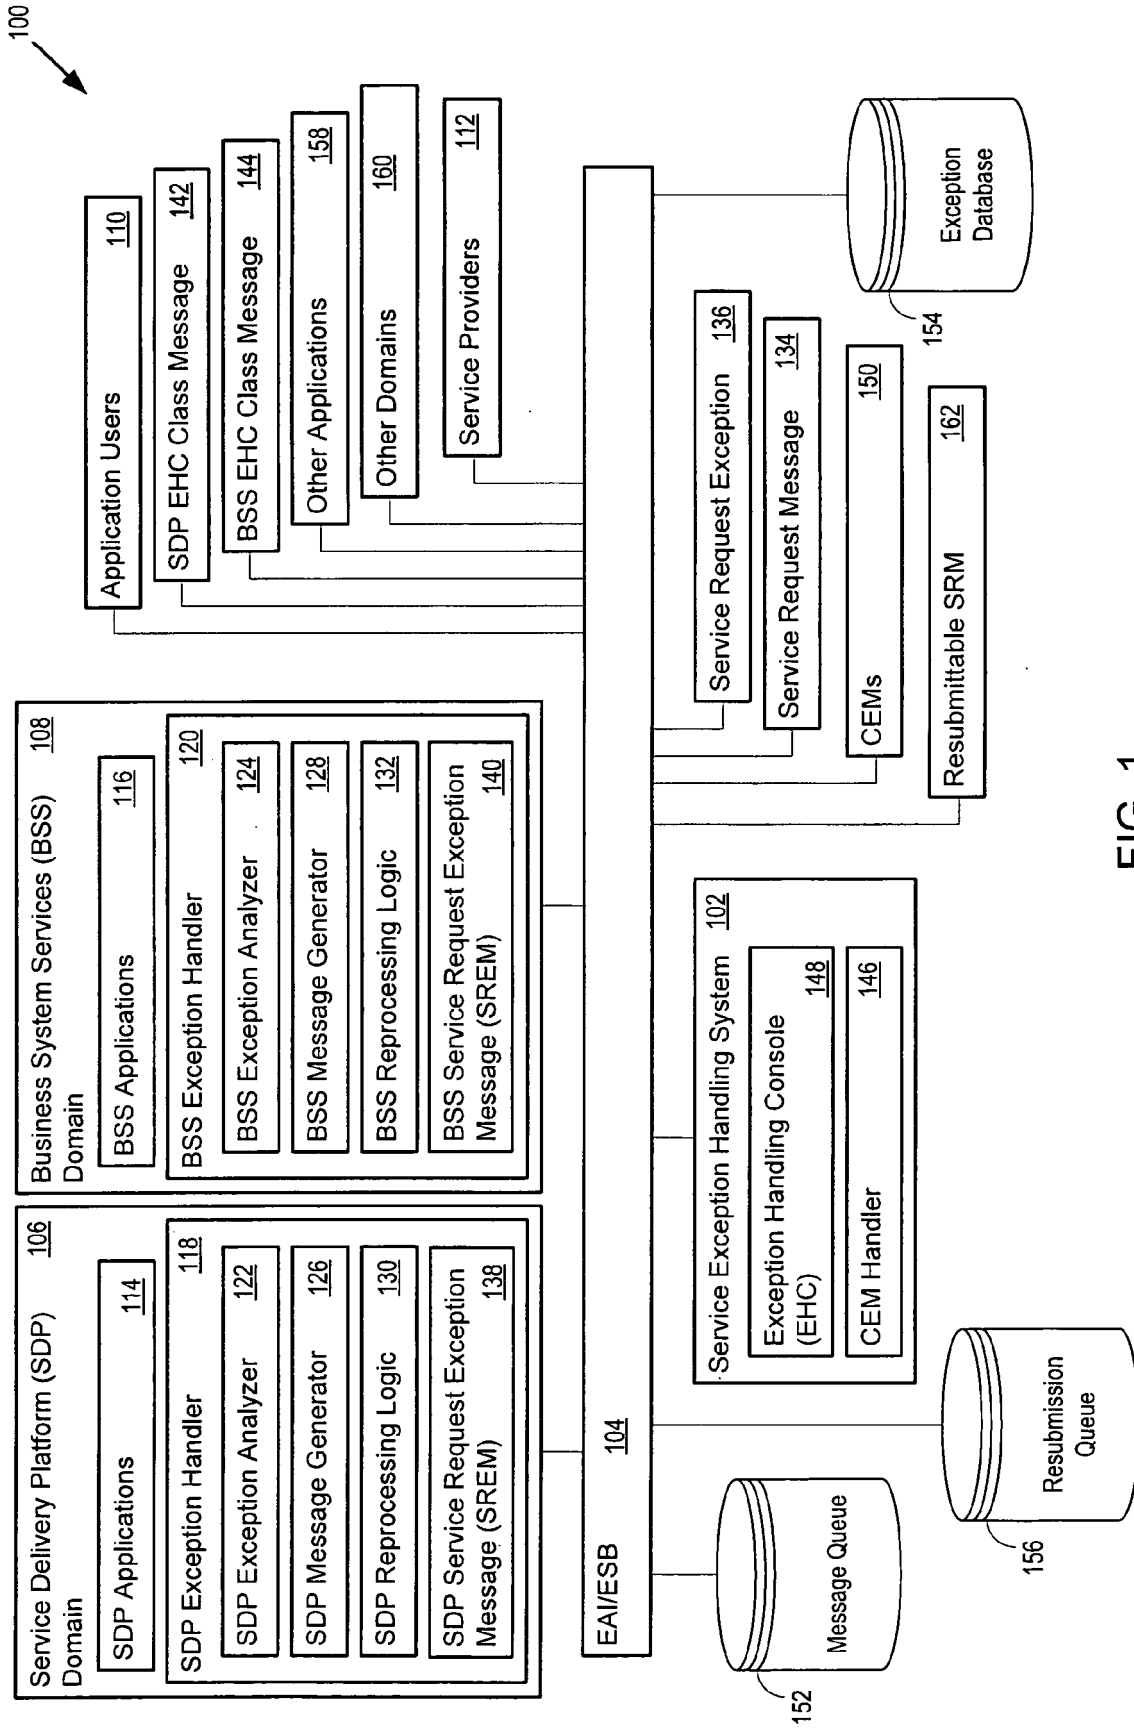 100
Service Delivery Platform (SDP)
Domain
106
SDP Applications
114
SDP Exception Handler
118
SDP Exception Analyzer
122
SDP Message Generator
126
SDP Reprocessing Logic
130
SDP Service Request Exception
Message (SREM)
138
Business System Services (BSS)
Domain
108
BSS Applications
116
BSS Exception Handler
120
BSS Exception Analyzer
124
BSS Message Generator
128
BSS Reprocessing Logic
132
BSS Service Request Exception
Message (SREM)
140
Application Users
110
SDP EHC Class Message
142
BSS EHC Class Message
144
Other Applications
158
Other Domains
160
Service Providers
112
EAI/ESB
104
Message Queue
152
Resubmission
Queue
156
Service Exception Handling System
102
Exception Handling Console
(EHC)
148
CEM Handler
146
Service Request Exception
136
Service Request Message
134
CEMs
150
Resubmittable SRM
162
Exception
Database
154
FIG. 1